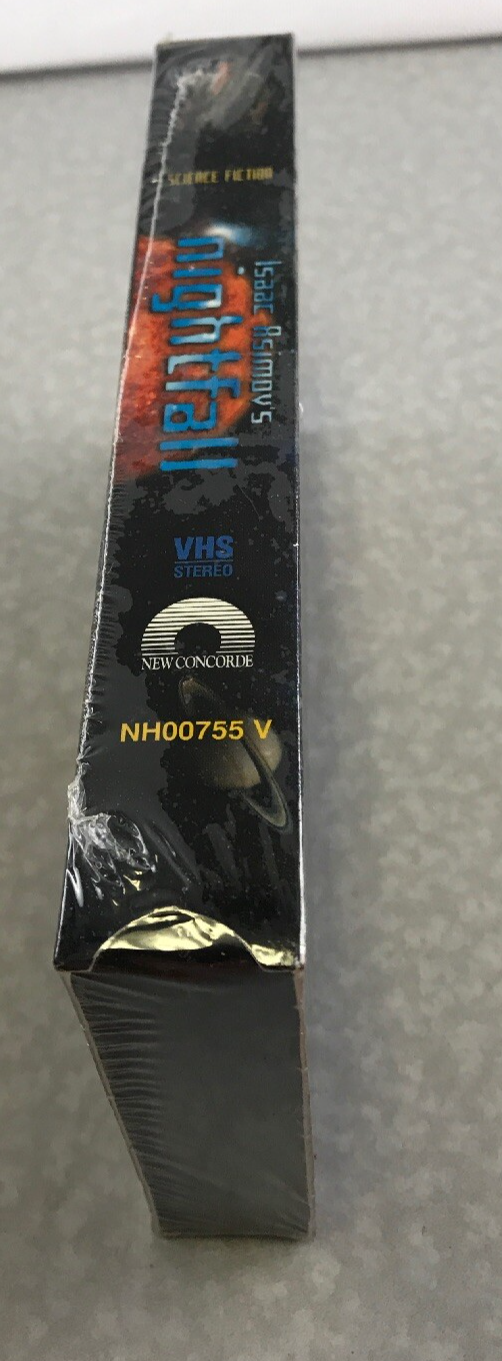 SCIENCE FICTION
Isaac Asimov's
nightfall
VHS
STEREO
NEW CONCORDE
NH00755 V